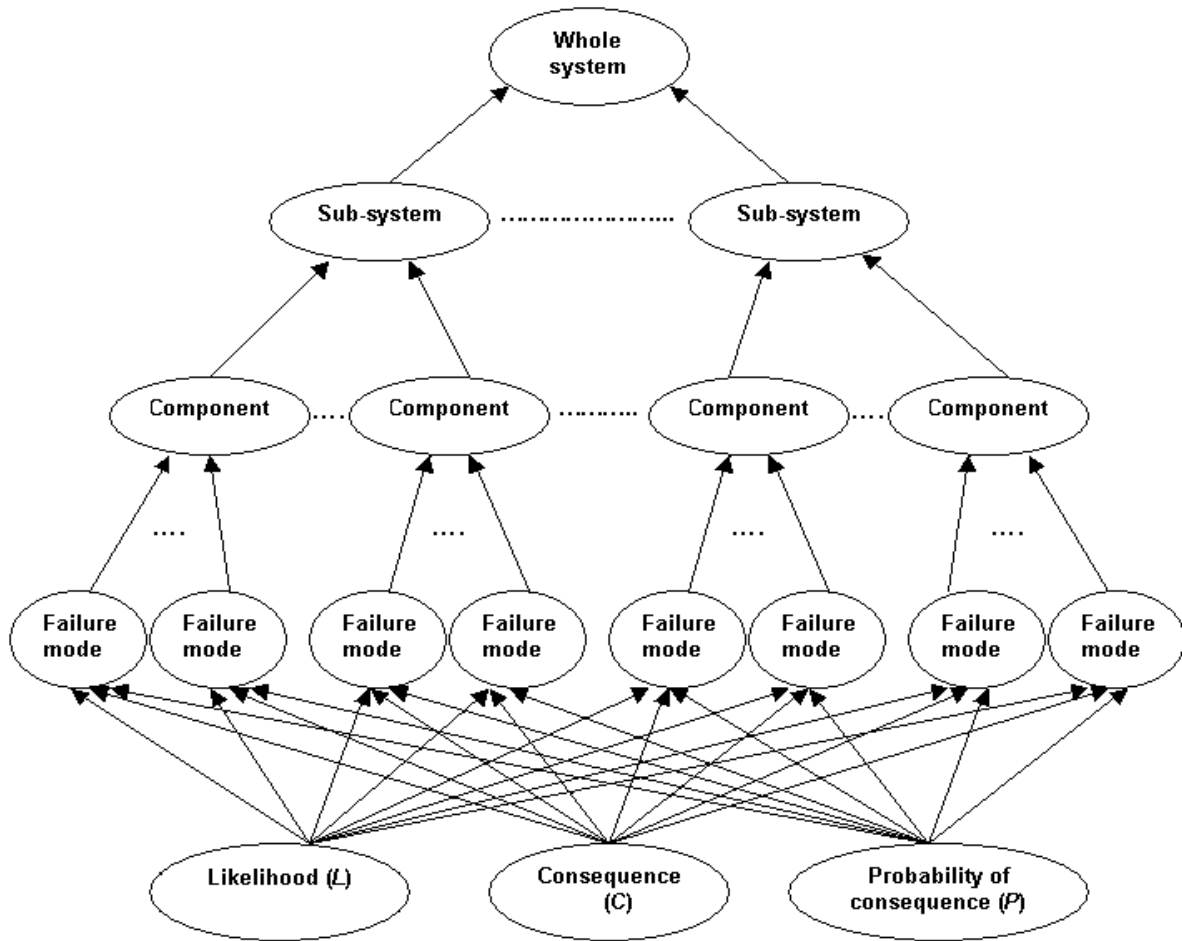 Whole
system
Sub-system ........................ Sub-system
Component .... Component ........... Component .... Component
.... .... .... ....
Failure mode Failure mode Failure mode Failure mode Failure mode Failure mode Failure mode Failure mode
Likelihood (L)
Consequence
(C)
Probability of
consequence (P)